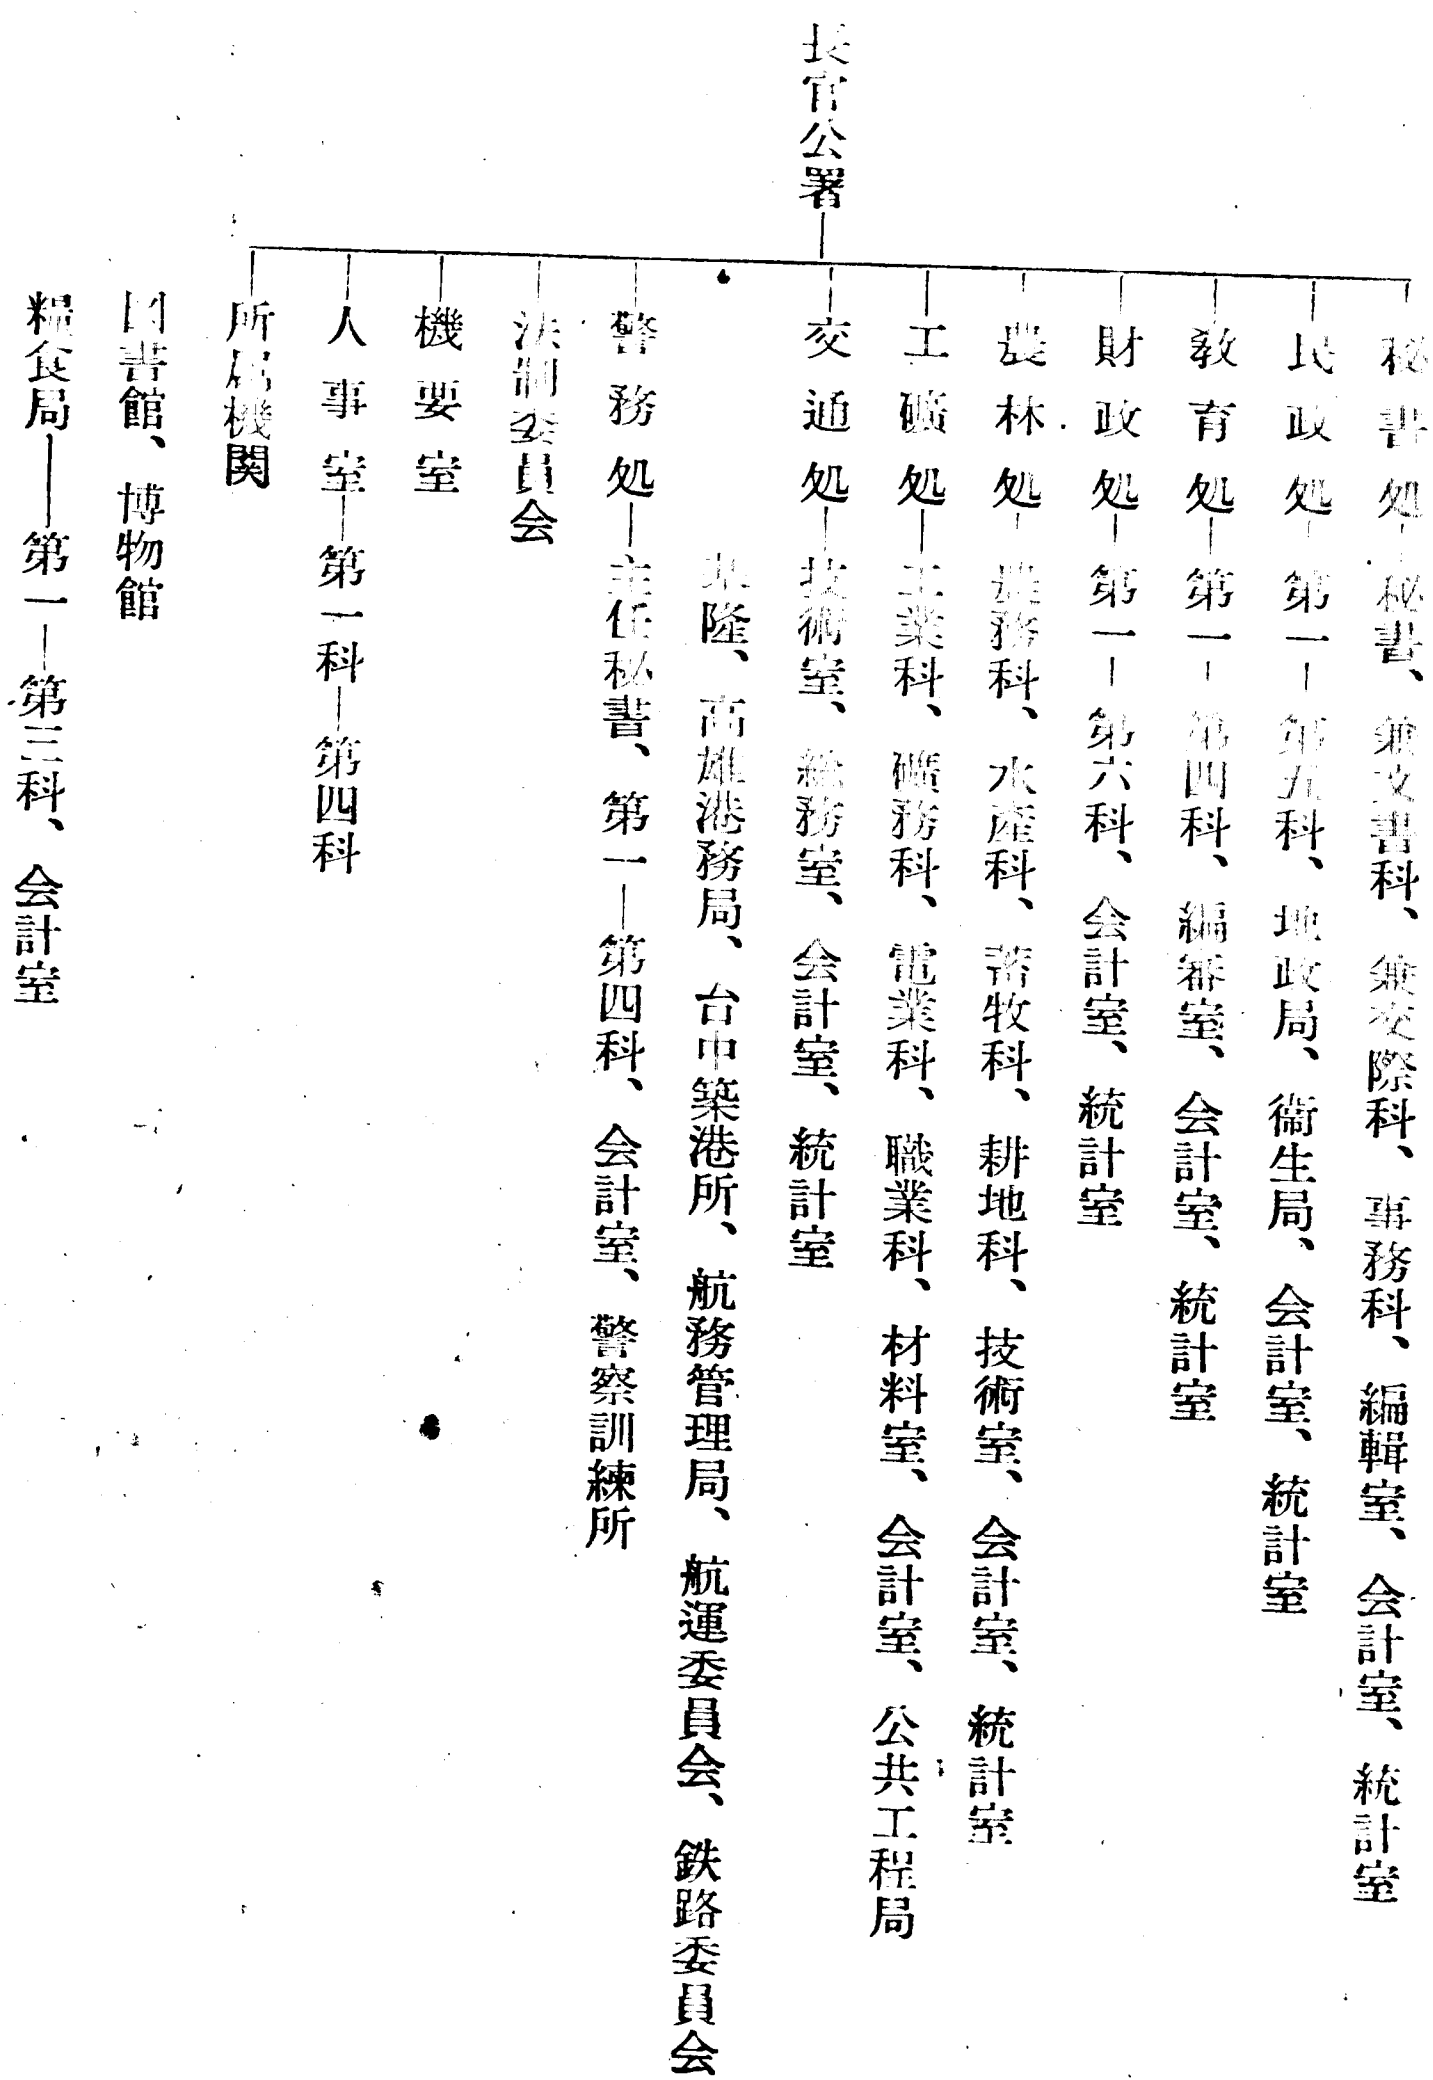 長官公署
秘書処―秘書、兼文書科、兼交際科、事務科、編輯室、会計室、統計室
民政処―第一―第五科、地政局、衞生局、会計室、統計室
教育処―第一―第四科、編審室、会計室、統計室
財政処―第一―第六科、会計室、統計室
農林処―農務科、水産科、蓄牧科、耕地科、技術室、会計室、統計室
工礦処―工業科、礦務科、電業科、職業科、材料室、会計室、公共工程局
交通処―技術室、総務室、会計室、統計室
基隆、高雄港務局、台中築港所、航務管理局、航運委員会、鉄路委員会
警務処―主任秘書、第一―第四科、会計室、警察訓練所
法制委員会
機要室
人事室―第一科―第四科
所属機関
図書館、博物館
糧食局――第一―第三科、会計室